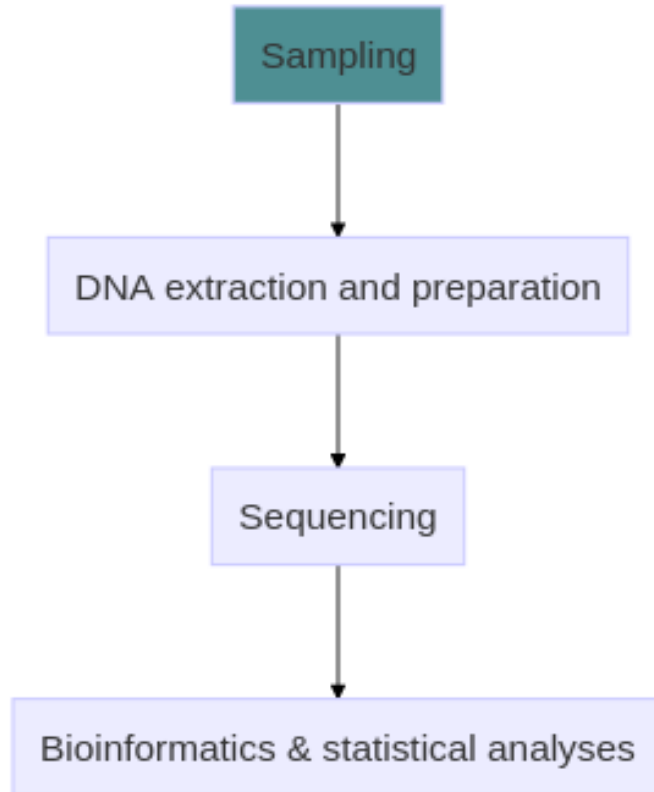 Sampling
DNA extraction and preparation
Sequencing
Bioinformatics & statistical analyses